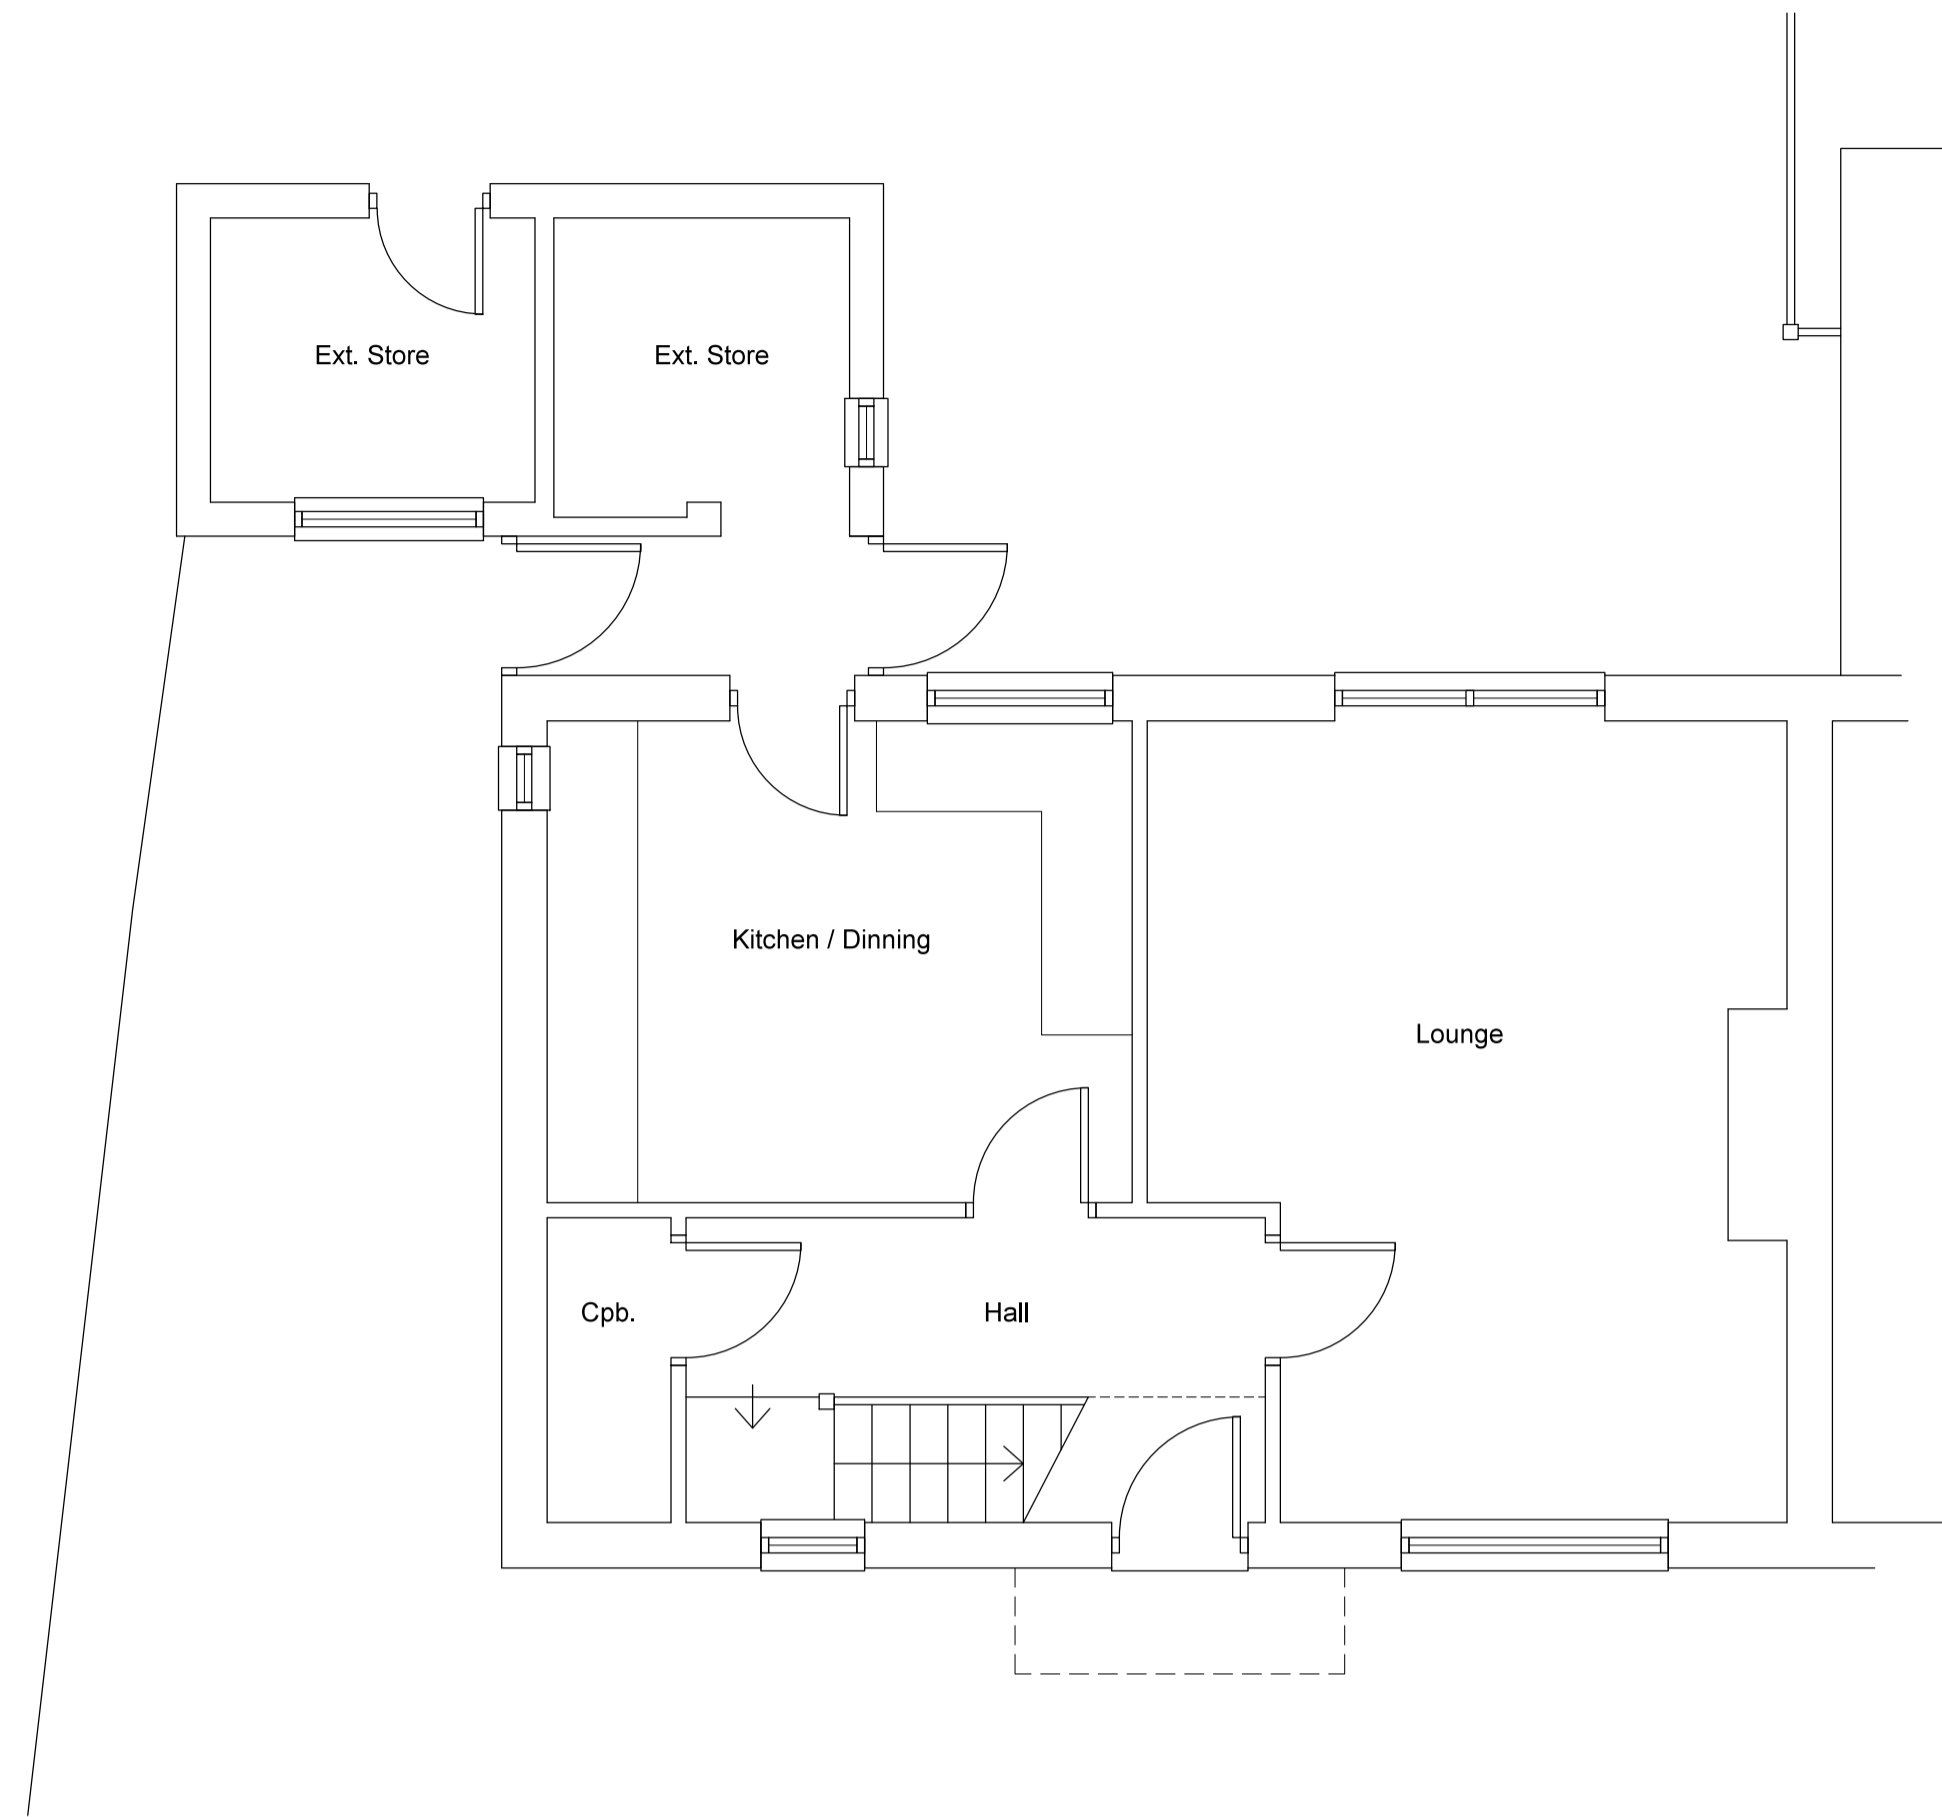 Ext. Store
Ext. Store
Kitchen / Dinning
Lounge
Cpb.
Hall